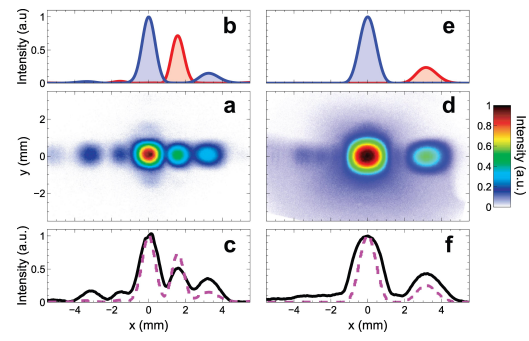 b
e
Intensity (a.u)
1
0.5
0
a
d
y (mm)
2
0
−2
1
0.8
0.6
0.4
0.2
0
Intensity (a.u.)
c
f
Intensity (a.u.)
1
0.5
0
−4 −2 0 2 4
−4 −2 0 2 4
x (mm)
x (mm)